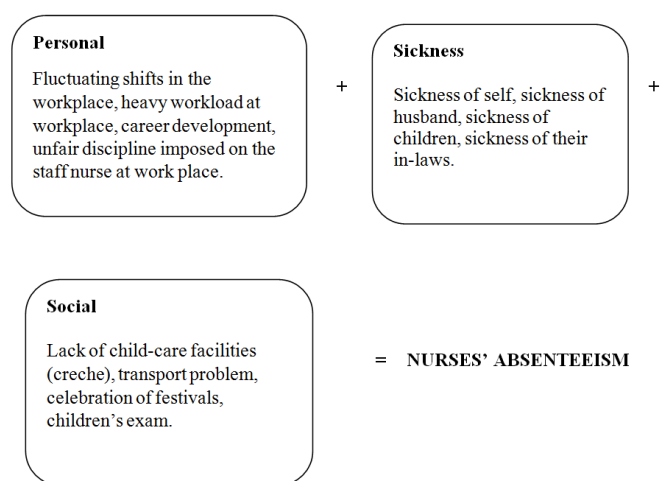 Personal
Fluctuating shifts in the
workplace, heavy workload at
workplace, career development,
unfair discipline imposed on the
staff nurse at work place.
+
Sickness
Sickness of self, sickness of
husband, sickness of
children, sickness of their
in-laws.
+
Social
Lack of child-care facilities
(creche), transport problem,
celebration of festivals,
children’s exam.
= NURSES’ ABSENTEEISM